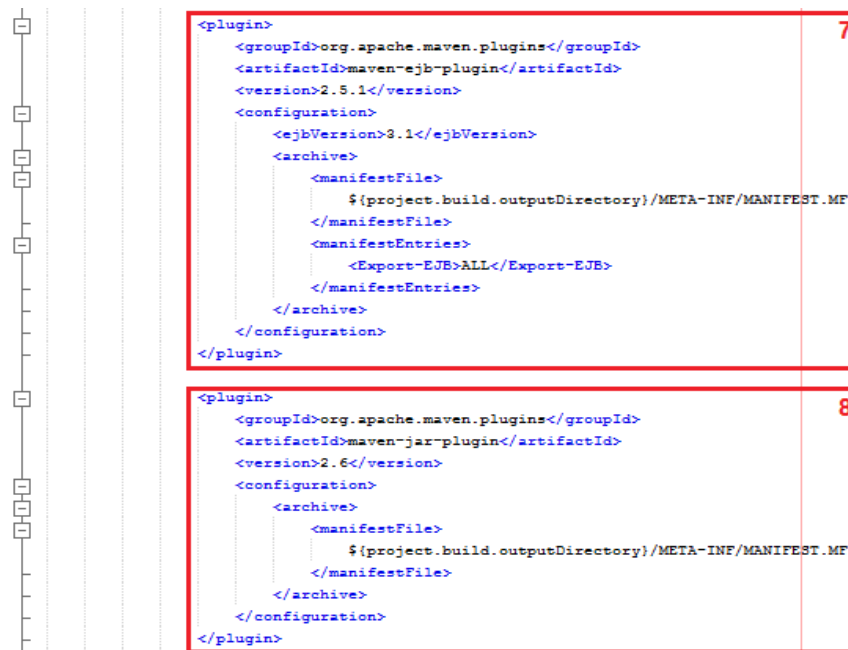 <plugin> 7
<groupId>org.apache.maven.plugins</groupId>
<artifactId>maven-ejb-plugin</artifactId>
<version>2.5.1</version>
<configuration>
<ejbVersion>3.1</ejbVersion>
<archive>
<manifestFile>
${project.build.outputDirectory}/META-INF/MANIFEST.MF
</manifestFile>
<manifestEntries>
<Export-EJB>ALL</Export-EJB>
</manifestEntries>
</archive>
</configuration>
</plugin>
<plugin> 8
<groupId>org.apache.maven.plugins</groupId>
<artifactId>maven-jar-plugin</artifactId>
<version>2.6</version>
<configuration>
<archive>
<manifestFile>
${project.build.outputDirectory}/META-INF/MANIFEST.MF
</manifestFile>
</archive>
</configuration>
</plugin>